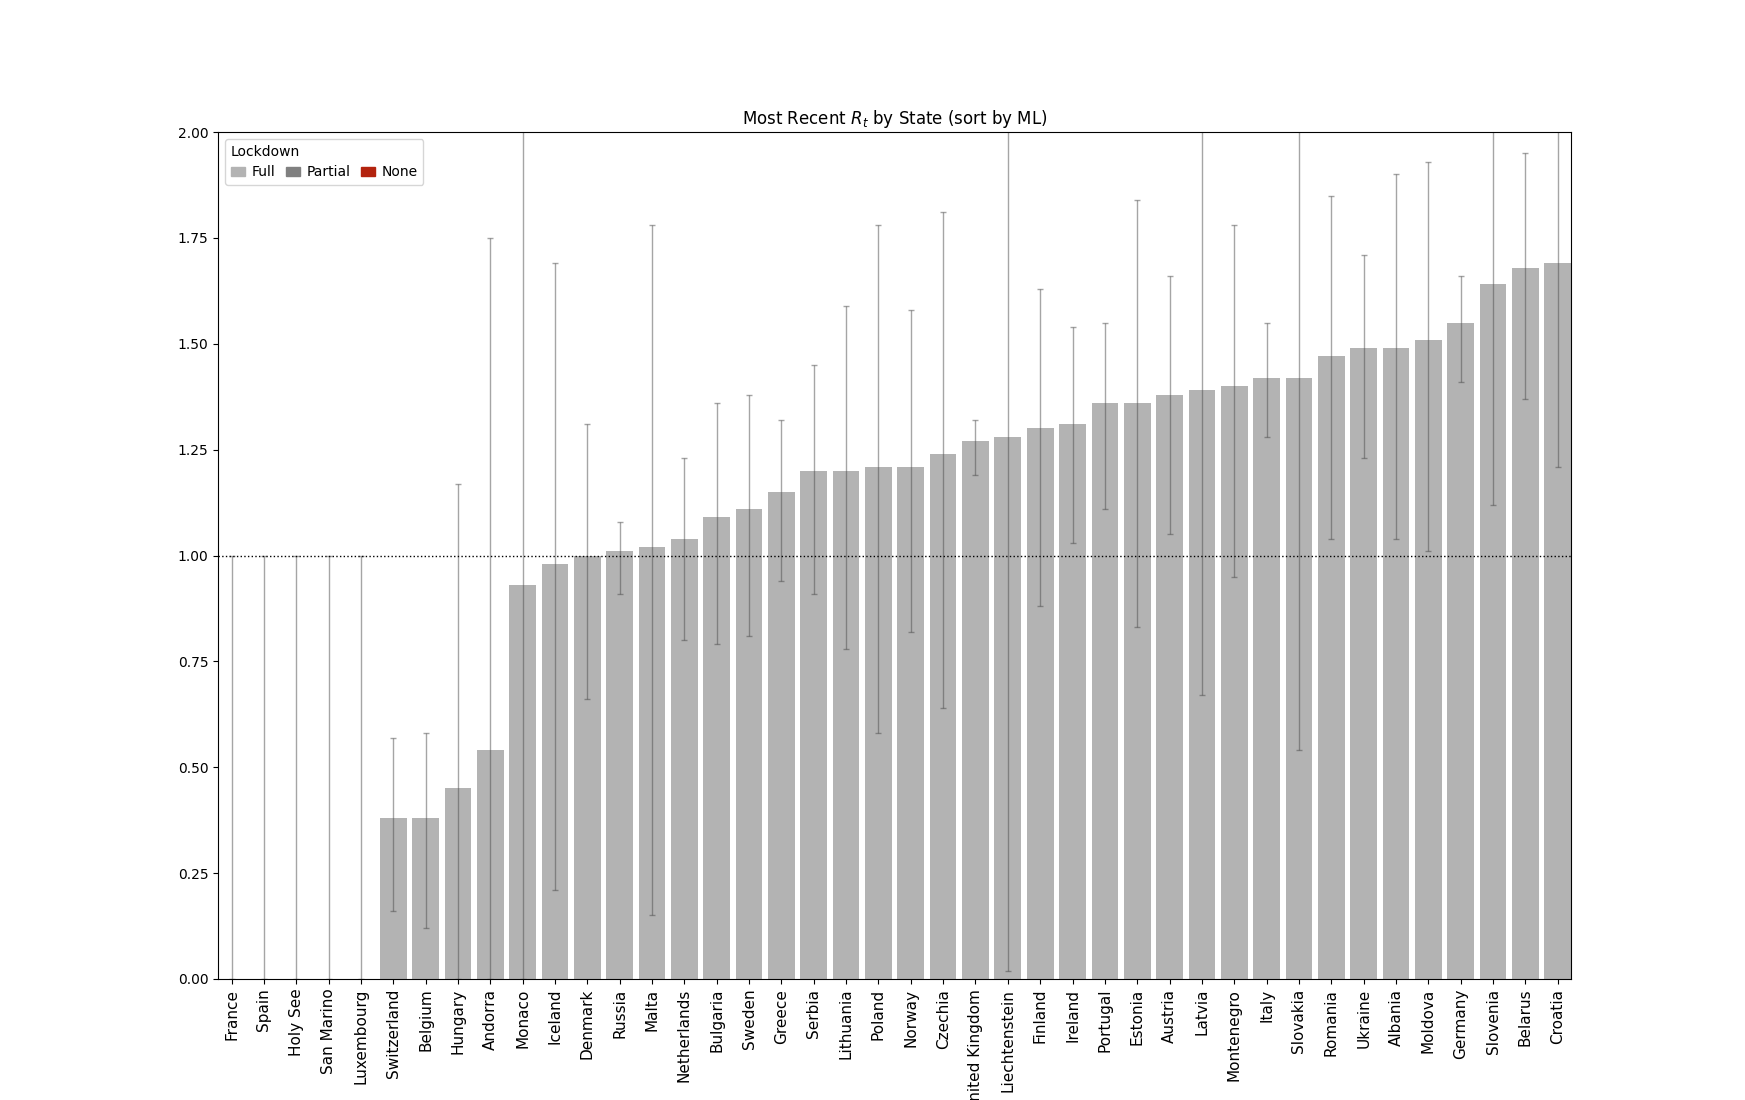 Most Recent R_t by State (sort by ML)
2.00
Lockdown
Full Partial None
1.75
1.50
1.25
1.00
0.75
0.50
0.25
0.00
France
Spain
Holy See
San Marino
Luxembourg
Switzerland
Belgium
Hungary
Andorra
Monaco
Iceland
Denmark
Russia
Malta
Netherlands
Bulgaria
Sweden
Greece
Serbia
Lithuania
Poland
Norway
Czechia
nited Kingdom
Liechtenstein
Finland
Ireland
Portugal
Estonia
Austria
Latvia
Montenegro
Italy
Slovakia
Romania
Ukraine
Albania
Moldova
Germany
Slovenia
Belarus
Croatia